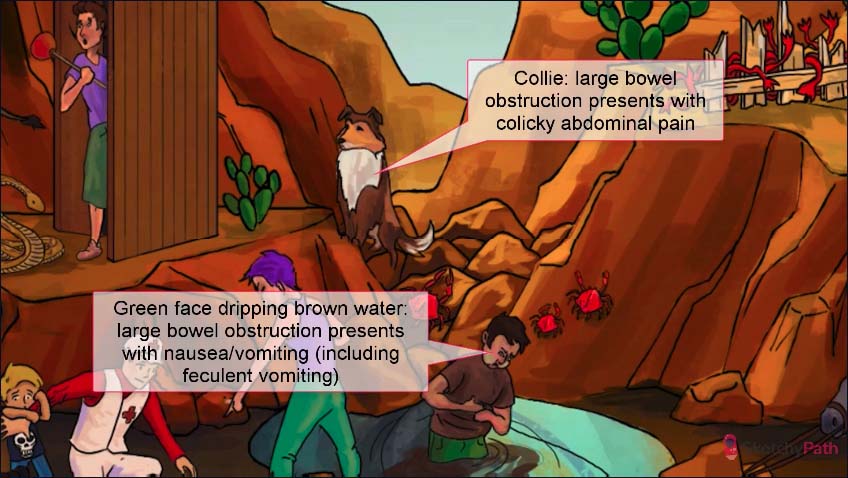 Collie: large bowel
obstruction presents with
colicky abdominal pain
Green face dripping brown water:
large bowel obstruction presents
with nausea/vomiting (including
feculent vomiting)
SketchyPath